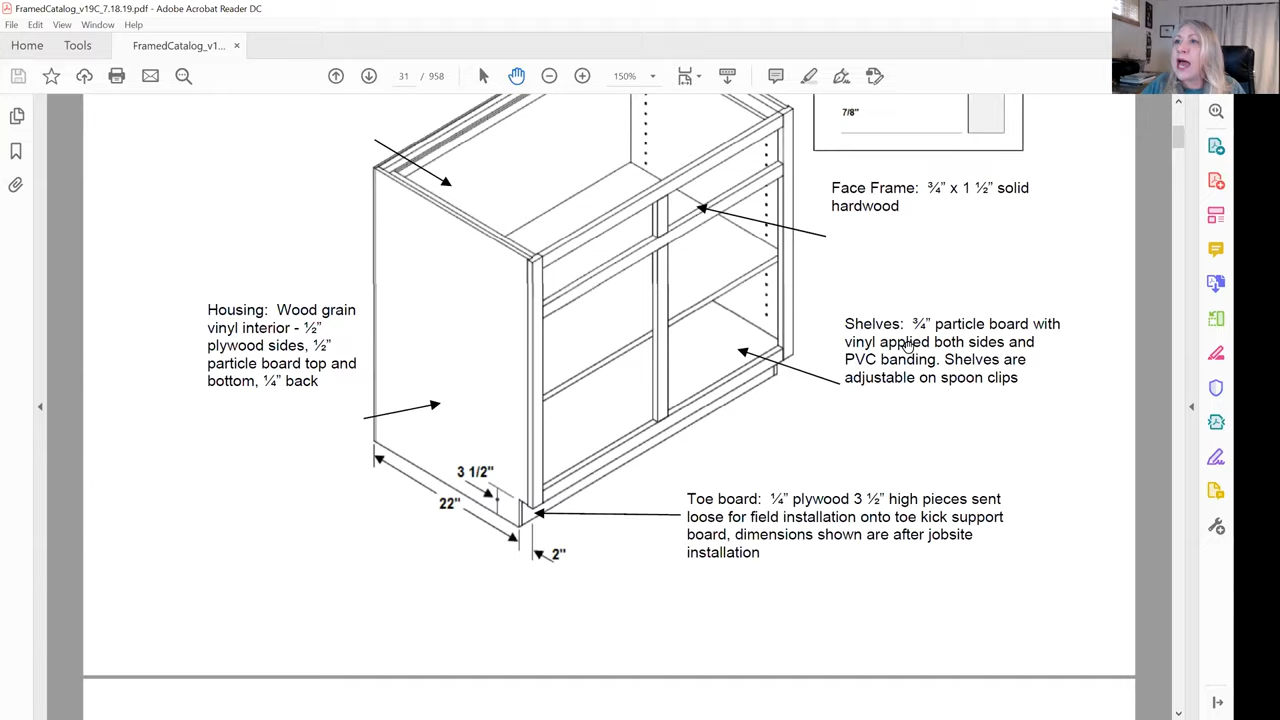 FramedCatalog_v19C_7.18.19.pdf - Adobe Acrobat Reader DC
File Edit View Window Help
Home Tools FramedCatalog_v1... ×
31 / 958 150%
7/8"
Face Frame: ¾” x 1 ½” solid
hardwood
Housing: Wood grain
vinyl interior - ½”
plywood sides, ½”
particle board top and
bottom, ¼” back
Shelves: ¾” particle board with
vinyl applied both sides and
PVC banding. Shelves are
adjustable on spoon clips
3 1/2"
22"
2"
Toe board: ¼” plywood 3 ½” high pieces sent
loose for field installation onto toe kick support
board, dimensions shown are after jobsite
installation